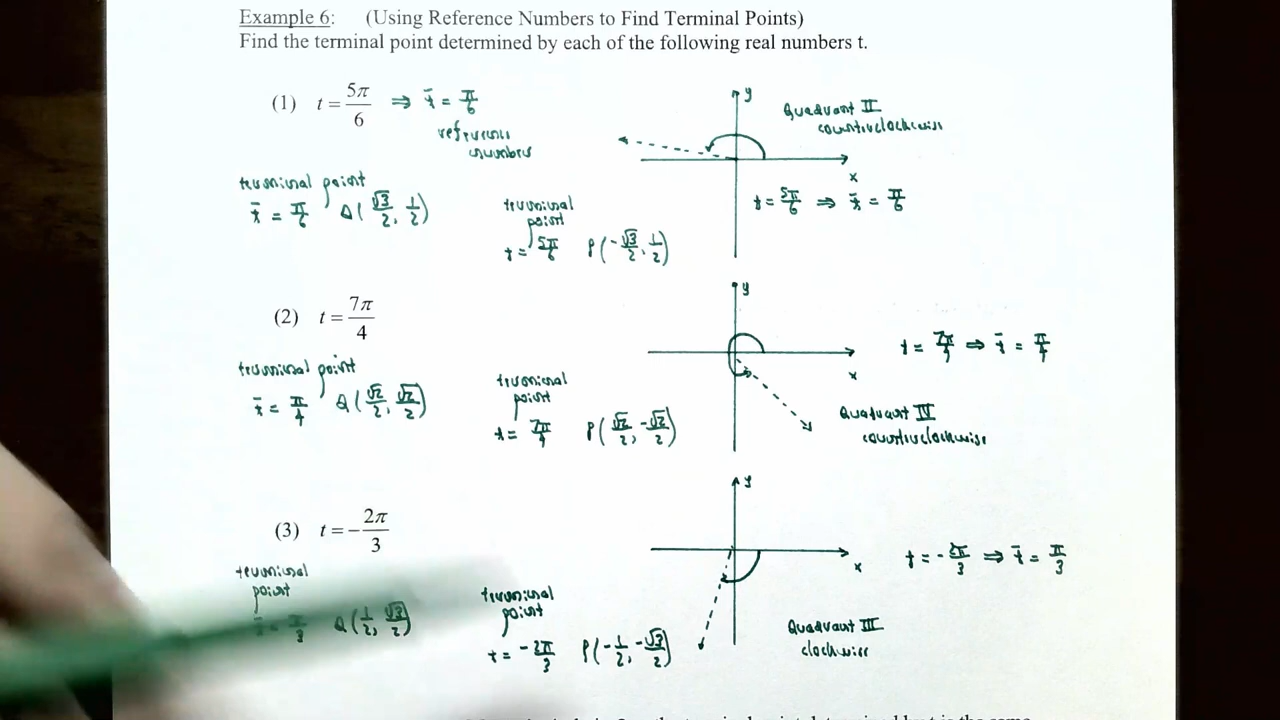 Example 6: (Using Reference Numbers to Find Terminal Points)
Find the terminal point determined by each of the following real numbers t.
(1) t = 5π/6 ⇒ t̄ = π/6
reference
number
y
Quadrant II
counterclockwise
x
t = 5π/6 ⇒ t̄ = π/6
terminal point
t̄ = π/6 Q(√3/2, 1/2)
terminal
point
t = 5π/6 P(-√3/2, 1/2)
(2) t = 7π/4
y
x
t = 7π/4 ⇒ t̄ = π/4
terminal point
t̄ = π/4 Q(√2/2, √2/2)
terminal
point
t = 7π/4 P(√2/2, -√2/2)
Quadrant IV
counterclockwise
(3) t = -2π/3
y
x
t = -2π/3 ⇒ t̄ = π/3
terminal
point
t̄ = π/3 Q(1/2, √3/2)
terminal
point
t = -2π/3 P(-1/2, -√3/2)
Quadrant III
clockwise